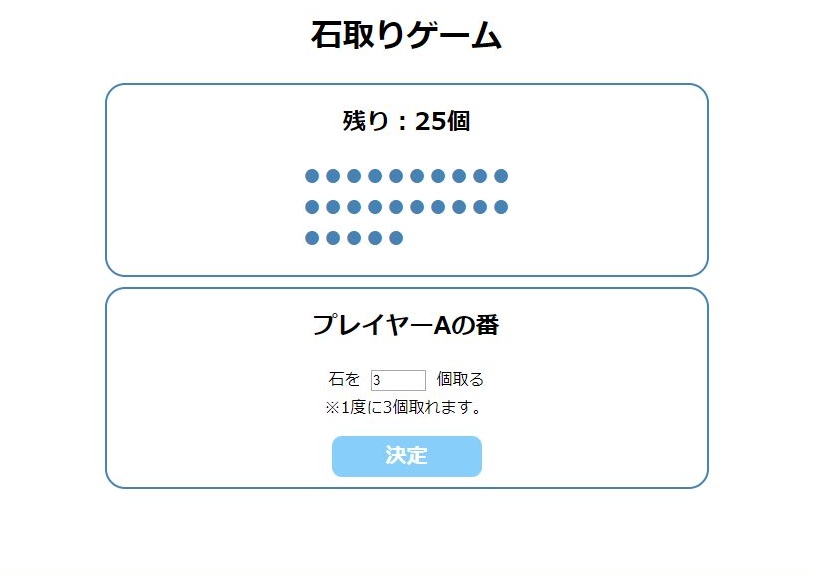 石取りゲーム
残り：25個
プレイヤーAの番
石を 3 個取る
※1度に3個取れます。
決定